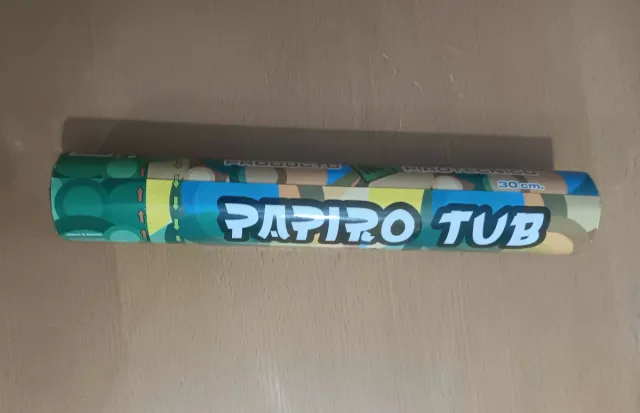 PRODUCTO PIROTECNICO
30 cm.
PAPIRO TUB